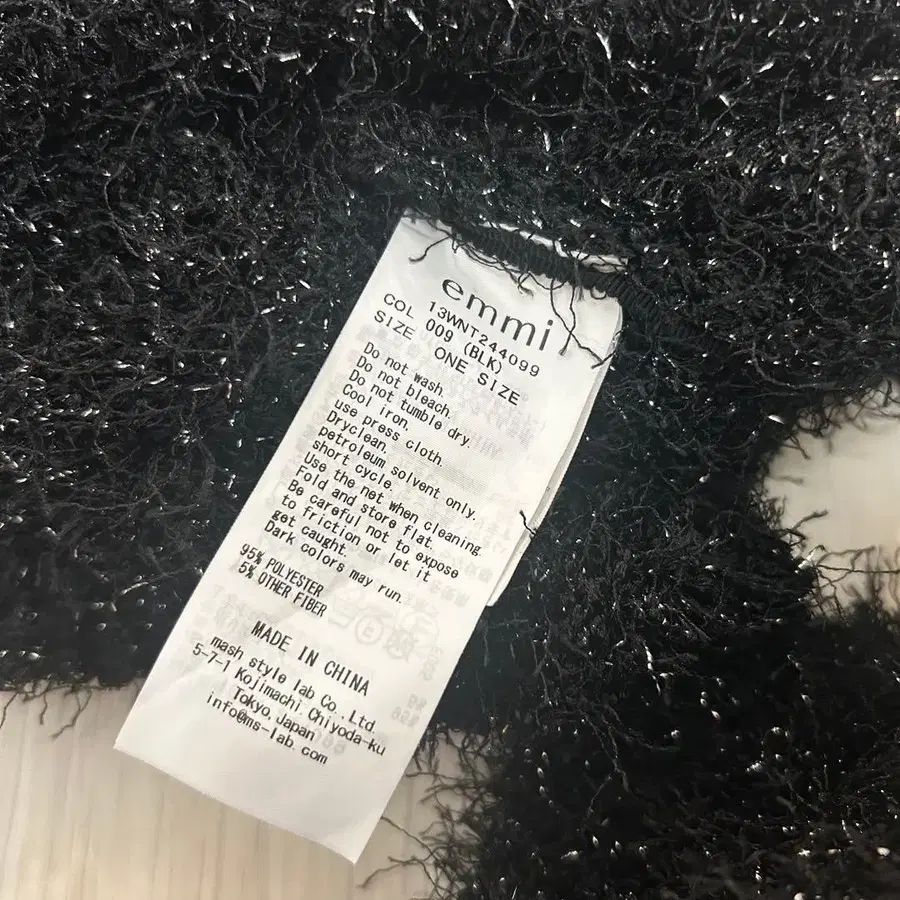 emmi
13WNT244099
COL 009 (BLK)
SIZE ONE SIZE
Do not wash.
Do not bleach.
Do not tumble dry.
Cool iron.
use press cloth.
Dryclean.
petroleum solvent only.
short cycle.
Use the net when cleaning.
Fold and store flat.
Be careful not to expose
to friction or let it
get caught.
Dark colors may run.
95% POLYESTER
5% OTHER FIBER
MADE IN CHINA
mash style lab Co.,Ltd.
5-7-1 Kojimachi Chiyoda-ku
Tokyo,Japan
info@ms-lab.com